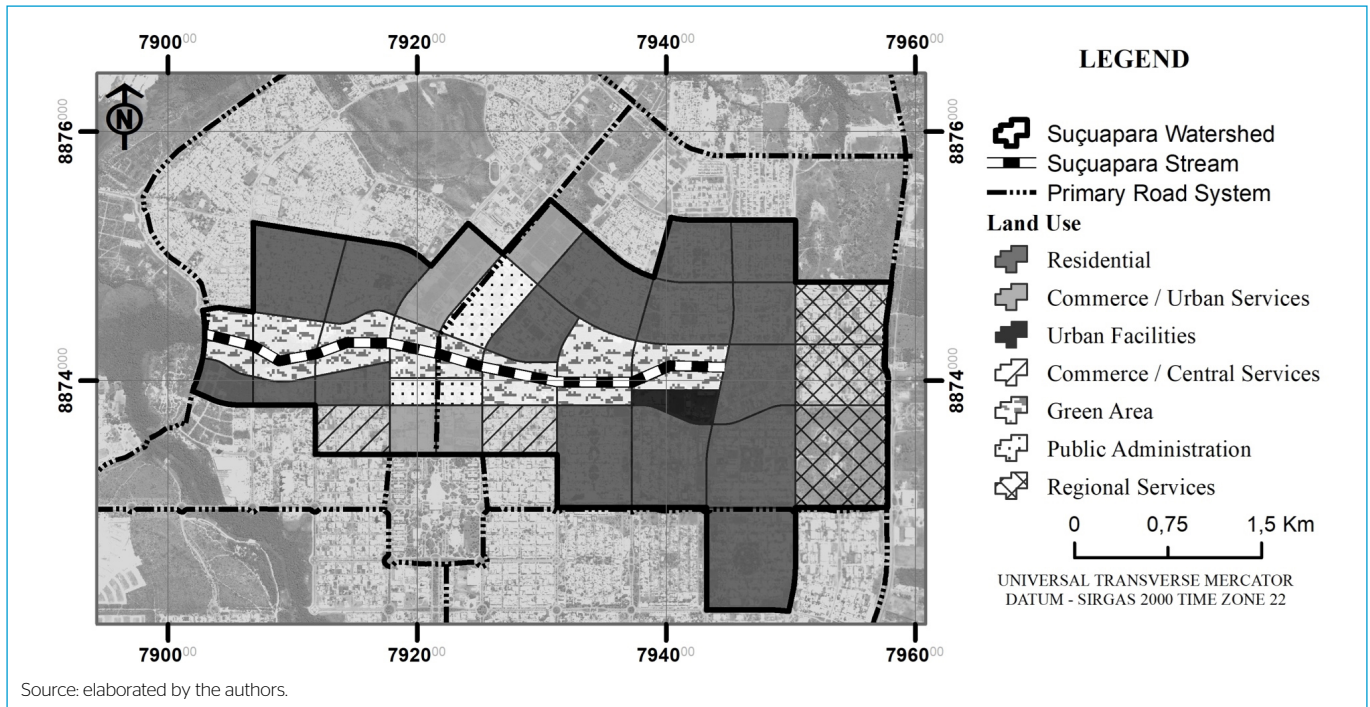 790000 792000 794000 796000
8876000 8876000
8874000 8874000
790000 792000 794000 796000
N
LEGEND
Suçuapara Watershed
Suçuapara Stream
Primary Road System
Land Use
Residential
Commerce / Urban Services
Urban Facilities
Commerce / Central Services
Green Area
Public Administration
Regional Services
0 0,75 1,5 Km
UNIVERSAL TRANSVERSE MERCATOR
DATUM - SIRGAS 2000 TIME ZONE 22
Source: elaborated by the authors.